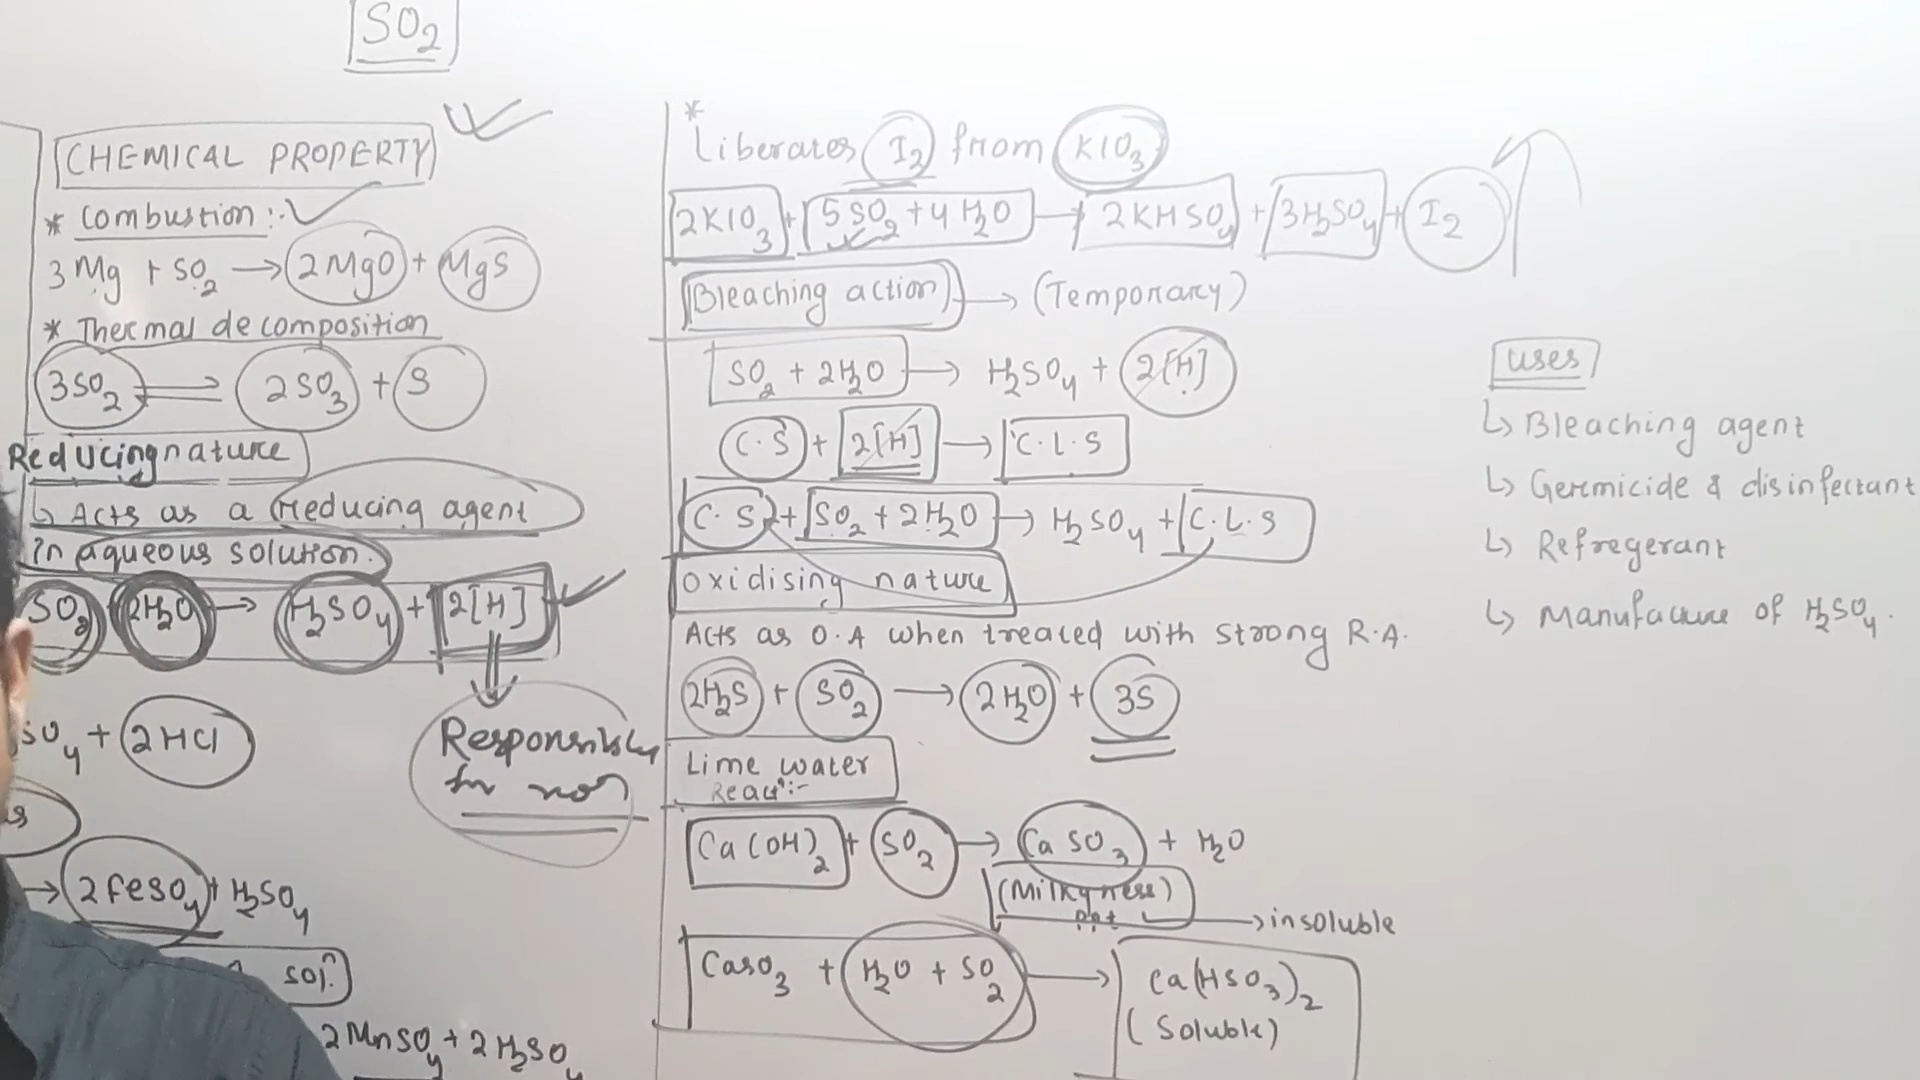 SO₂
CHEMICAL PROPERTY
* Combustion :-
3Mg + SO₂ → 2MgO + MgS
* Thermal decomposition
3SO₂ ⇌ 2SO₃ + S
Reducing nature
↳ Acts as a reducing agent
in aqueous solution.
SO₂ + 2H₂O → H₂SO₄ + 2[H]
SO₄ + 2HCl
→ 2FeSO₄ + H₂SO₄
solⁿ
2MnSO₄ + 2H₂SO₄
*
Liberates I₂ from KIO₃
2KIO₃ + 5SO₂ + 4H₂O → 2KHSO₄ + 3H₂SO₄ + I₂
Bleaching action → (Temporary)
SO₂ + 2H₂O → H₂SO₄ + 2[H]
C.S + 2[H] → C.L.S
C.S + SO₂ + 2H₂O → H₂SO₄ + C.L.S
Oxidising nature
Acts as O.A when treated with strong R.A.
2H₂S + SO₂ → 2H₂O + 3S
Lime water
Reacⁿ:-
Ca(OH)₂ + SO₂ → CaSO₃ + H₂O
(Milkyness)
ppt → insoluble
CaSO₃ + H₂O + SO₂ → Ca(HSO₃)₂
(Soluble)
Uses
↳ Bleaching agent
↳ Germicide & disinfectant
↳ Refregerant
↳ Manufacture of H₂SO₄.